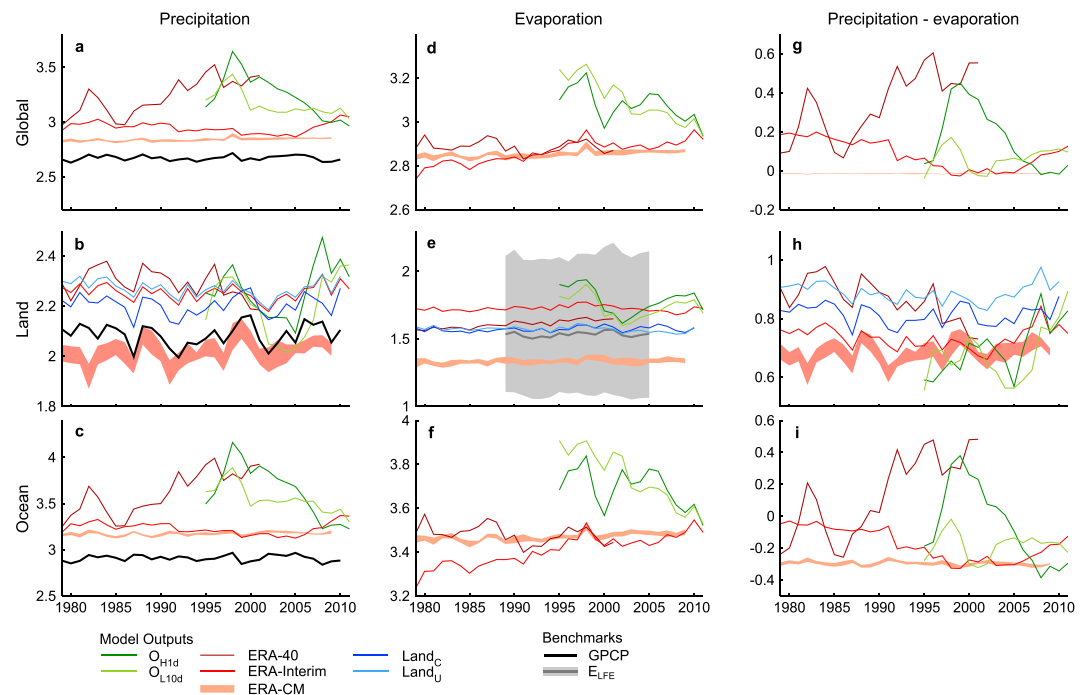 Precipitation
Evaporation
Precipitation - evaporation
a
3.5
3
2.5
Global
d
3.2
3
2.8
2.6
g
0.6
0.4
0.2
0
-0.2
b
2.4
2.2
2
1.8
Land
e
2
1.5
1
h
1
0.8
0.6
c
4
3.5
3
2.5
Ocean
f
4
3.8
3.6
3.4
3.2
i
0.6
0.4
0.2
0
-0.2
-0.4
1980 1985 1990 1995 2000 2005 2010
1980 1985 1990 1995 2000 2005 2010
1980 1985 1990 1995 2000 2005 2010
Model Outputs
O_H1d
O_L10d
ERA-40
ERA-Interim
ERA-CM
Land_C
Land_U
Benchmarks
GPCP
E_LFE